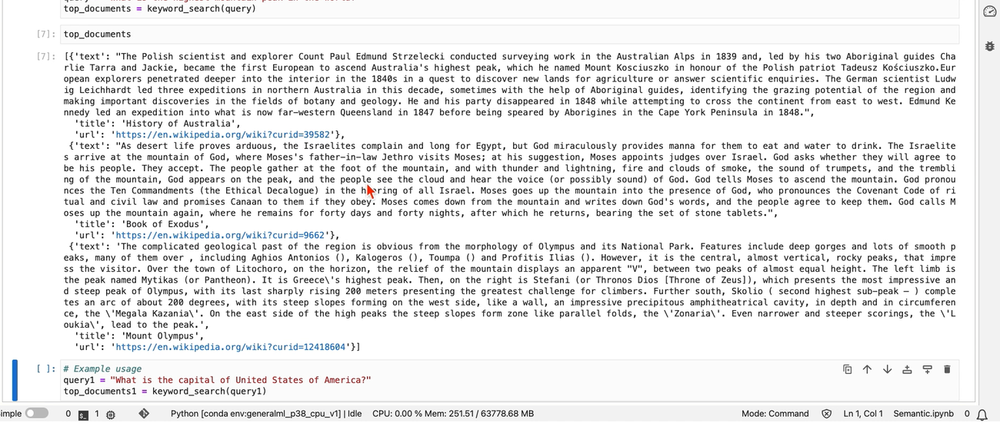 top_documents = keyword_search(query)
[7]: top_documents
[7]: [{'text': "The Polish scientist and explorer Count Paul Edmund Strzelecki conducted surveying work in the Australian Alps in 1839 and, led by his two Aboriginal guides Cha
rlie Tarra and Jackie, became the first European to ascend Australia's highest peak, which he named Mount Kosciuszko in honour of the Polish patriot Tadeusz Kościuszko.Eur
opean explorers penetrated deeper into the interior in the 1840s in a quest to discover new lands for agriculture or answer scientific enquiries. The German scientist Ludw
ig Leichhardt led three expeditions in northern Australia in this decade, sometimes with the help of Aboriginal guides, identifying the grazing potential of the region and
making important discoveries in the fields of botany and geology. He and his party disappeared in 1848 while attempting to cross the continent from east to west. Edmund Ke
nnedy led an expedition into what is now far-western Queensland in 1847 before being speared by Aborigines in the Cape York Peninsula in 1848.",
'title': 'History of Australia',
'url': 'https://en.wikipedia.org/wiki?curid=39582'},
{'text': "As desert life proves arduous, the Israelites complain and long for Egypt, but God miraculously provides manna for them to eat and water to drink. The Israelite
s arrive at the mountain of God, where Moses's father-in-law Jethro visits Moses; at his suggestion, Moses appoints judges over Israel. God asks whether they will agree to
be his people. They accept. The people gather at the foot of the mountain, and with thunder and lightning, fire and clouds of smoke, the sound of trumpets, and the trembli
ng of the mountain, God appears on the peak, and the people see the cloud and hear the voice (or possibly sound) of God. God tells Moses to ascend the mountain. God pronou
nces the Ten Commandments (the Ethical Decalogue) in the hearing of all Israel. Moses goes up the mountain into the presence of God, who pronounces the Covenant Code of ri
tual and civil law and promises Canaan to them if they obey. Moses comes down from the mountain and writes down God's words, and the people agree to keep them. God calls M
oses up the mountain again, where he remains for forty days and forty nights, after which he returns, bearing the set of stone tablets.",
'title': 'Book of Exodus',
'url': 'https://en.wikipedia.org/wiki?curid=9662'},
{'text': 'The complicated geological past of the region is obvious from the morphology of Olympus and its National Park. Features include deep gorges and lots of smooth p
eaks, many of them over , including Aghios Antonios (), Kalogeros (), Toumpa () and Profitis Ilias (). However, it is the central, almost vertical, rocky peaks, that impre
ss the visitor. Over the town of Litochoro, on the horizon, the relief of the mountain displays an apparent "V", between two peaks of almost equal height. The left limb is
the peak named Mytikas (or Pantheon). It is Greece\'s highest peak. Then, on the right is Stefani (or Thronos Dios [Throne of Zeus]), which presents the most impressive an
d steep peak of Olympus, with its last sharply rising 200 meters presenting the greatest challenge for climbers. Further south, Skolio ( second highest sub-peak – ) comple
tes an arc of about 200 degrees, with its steep slopes forming on the west side, like a wall, an impressive precipitous amphitheatrical cavity, in depth and in circumferen
ce, the \'Megala Kazania\'. On the east side of the high peaks the steep slopes form zone like parallel folds, the \'Zonaria\'. Even narrower and steeper scorings, the \'L
oukia\', lead to the peak.',
'title': 'Mount Olympus',
'url': 'https://en.wikipedia.org/wiki?curid=12418604'}]
[ ]: # Example usage
query1 = "What is the capital of United States of America?"
top_documents1 = keyword_search(query1)
imple 0 1 Python [conda env:generalml_p38_cpu_v1] | Idle CPU: 0.00 % Mem: 251.51 / 63778.68 MB Mode: Command Ln 1, Col 1 Semantic.ipynb 0